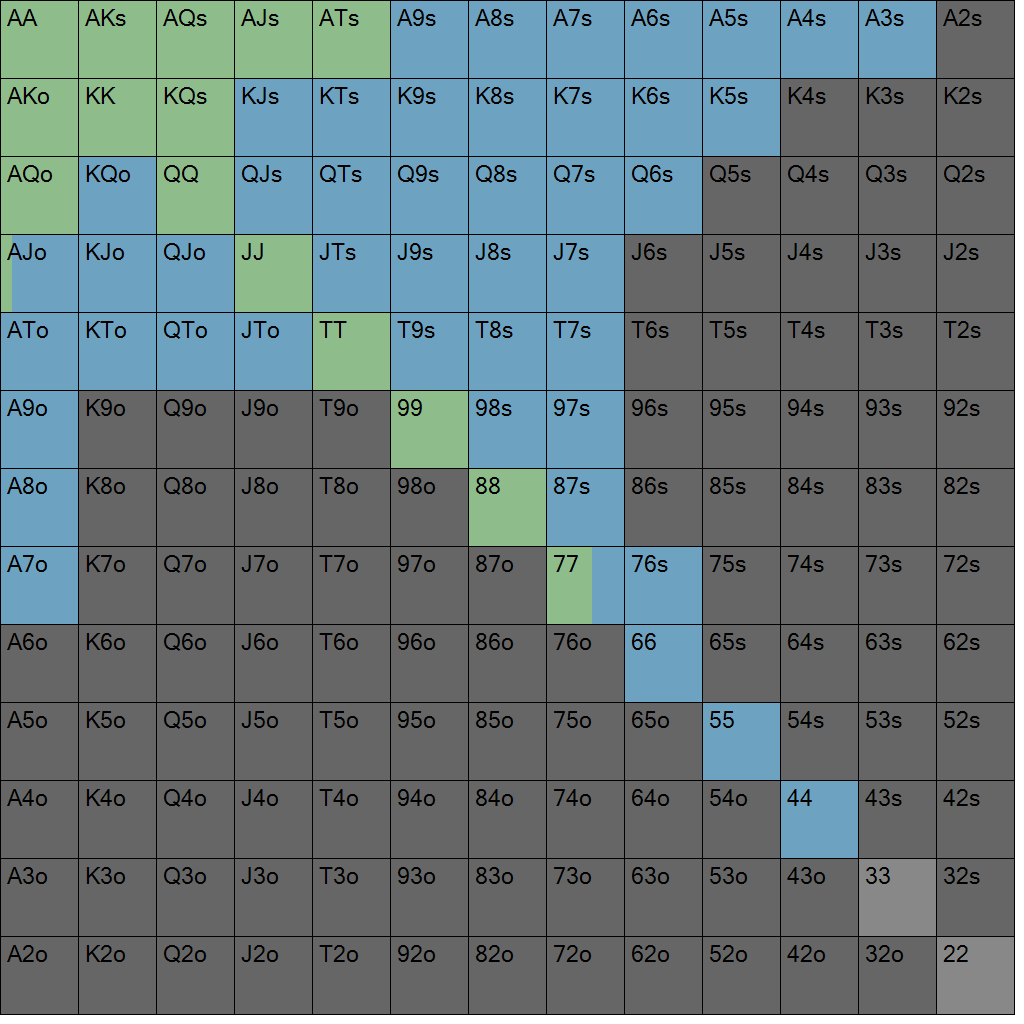 AA AKs AQs AJs ATs A9s A8s A7s A6s A5s A4s A3s A2s
AKo KK KQs KJs KTs K9s K8s K7s K6s K5s K4s K3s K2s
AQo KQo QQ QJs QTs Q9s Q8s Q7s Q6s Q5s Q4s Q3s Q2s
AJo KJo QJo JJ JTs J9s J8s J7s J6s J5s J4s J3s J2s
ATo KTo QTo JTo TT T9s T8s T7s T6s T5s T4s T3s T2s
A9o K9o Q9o J9o T9o 99 98s 97s 96s 95s 94s 93s 92s
A8o K8o Q8o J8o T8o 98o 88 87s 86s 85s 84s 83s 82s
A7o K7o Q7o J7o T7o 97o 87o 77 76s 75s 74s 73s 72s
A6o K6o Q6o J6o T6o 96o 86o 76o 66 65s 64s 63s 62s
A5o K5o Q5o J5o T5o 95o 85o 75o 65o 55 54s 53s 52s
A4o K4o Q4o J4o T4o 94o 84o 74o 64o 54o 44 43s 42s
A3o K3o Q3o J3o T3o 93o 83o 73o 63o 53o 43o 33 32s
A2o K2o Q2o J2o T2o 92o 82o 72o 62o 52o 42o 32o 22